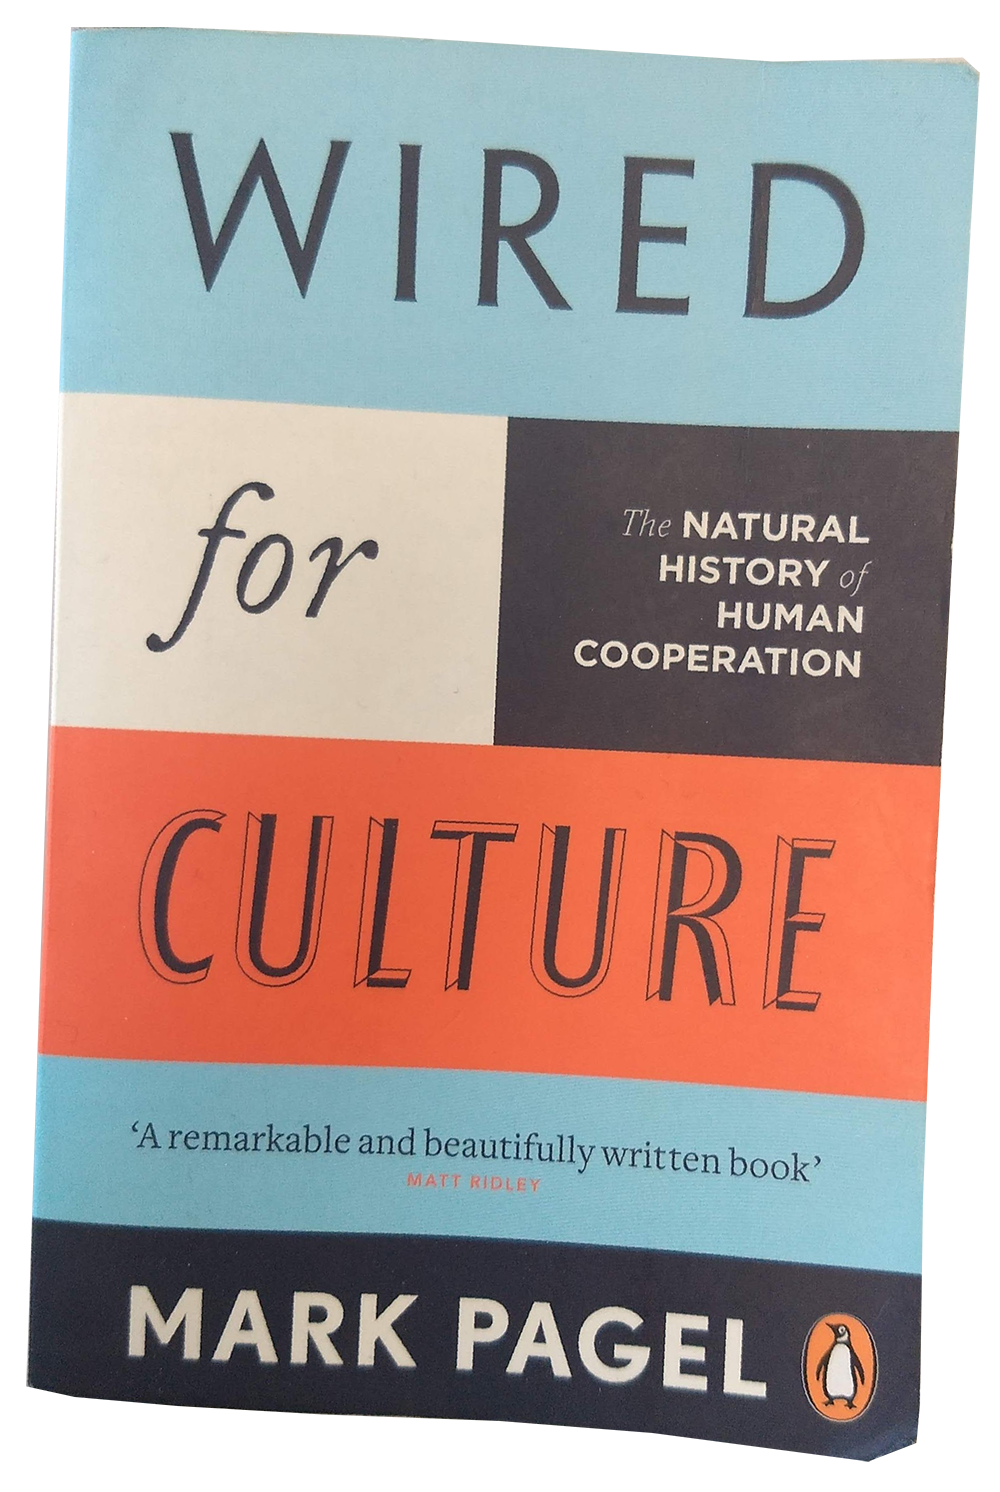 WIRED
for
The NATURAL
HISTORY of
HUMAN
COOPERATION
CULTURE
‘A remarkable and beautifully written book’
MATT RIDLEY
MARK PAGEL